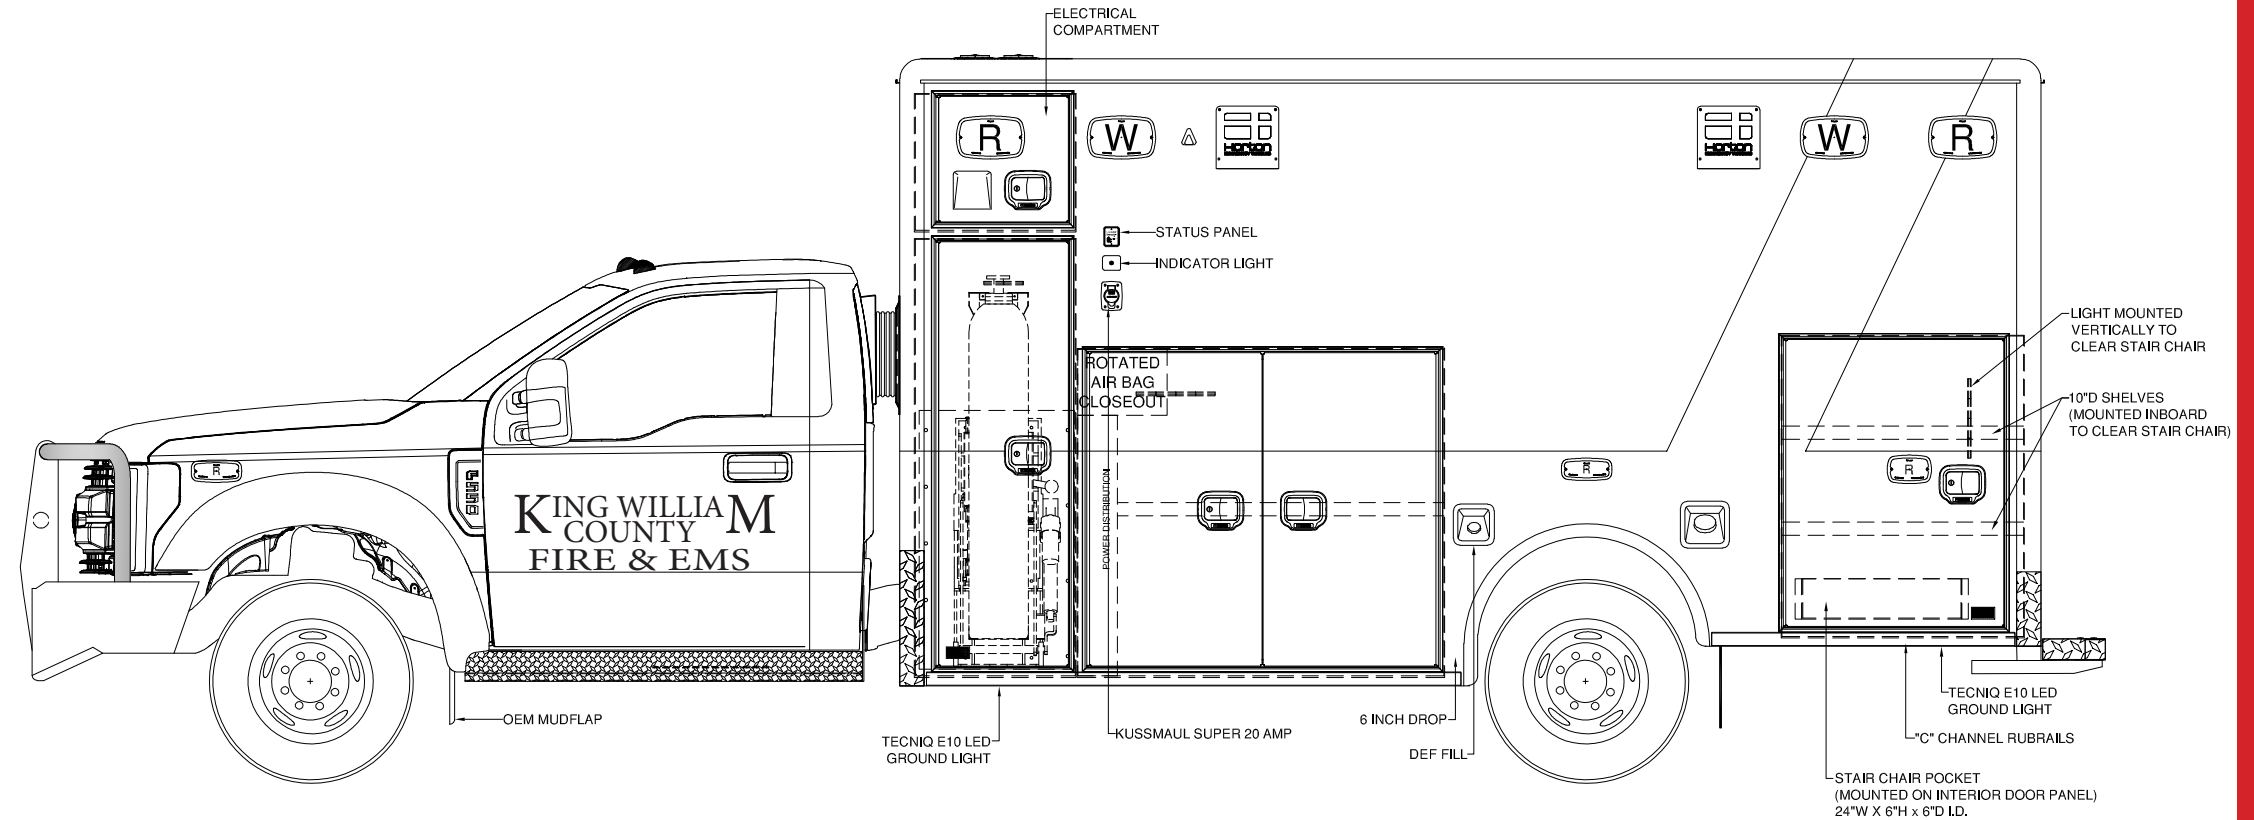 ELECTRICAL
COMPARTMENT
R
W
Horton
Horton
W
R
STATUS PANEL
INDICATOR LIGHT
LIGHT MOUNTED
VERTICALLY TO
CLEAR STAIR CHAIR
ROTATED
AIR BAG
CLOSEOUT
10"D SHELVES
(MOUNTED INBOARD
TO CLEAR STAIR CHAIR)
R
R
R
F550
KING WILLIAM
COUNTY
FIRE & EMS
POWER DISTRIBUTION
OEM MUDFLAP
TECNIQ E10 LED
GROUND LIGHT
KUSSMAUL SUPER 20 AMP
6 INCH DROP
DEF FILL
TECNIQ E10 LED
GROUND LIGHT
"C" CHANNEL RUBRAILS
STAIR CHAIR POCKET
(MOUNTED ON INTERIOR DOOR PANEL)
24"W X 6"H x 6"D I.D.